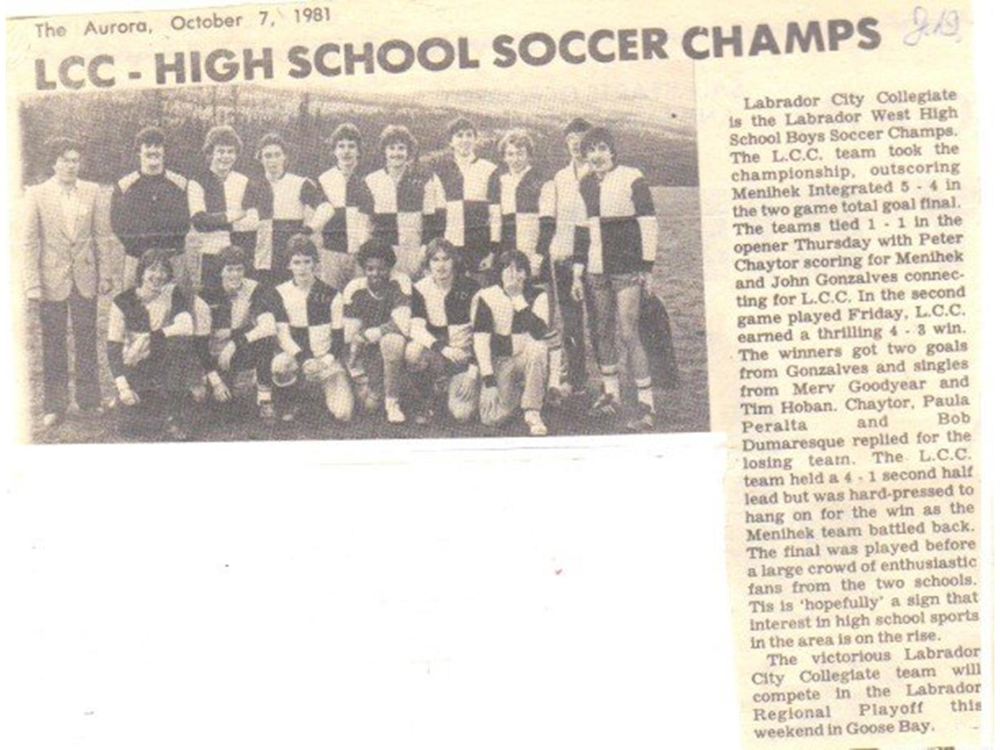 The Aurora, October 7, 1981
LCC - HIGH SCHOOL SOCCER CHAMPS
Labrador City Collegiate
is the Labrador West High
School Boys Soccer Champs.
The L.C.C. team took the
championship, outscoring
Menihek Integrated 5 - 4 in
the two game total goal final.
The teams tied 1 - 1 in the
opener Thursday with Peter
Chaytor scoring for Menihek
and John Gonzalves connec-
ting for L.C.C. In the second
game played Friday, L.C.C.
earned a thrilling 4 - 3 win.
The winners got two goals
from Gonzalves and singles
from Merv Goodyear and
Tim Hoban. Chaytor, Paula
Peralta and Bob
Dumaresque replied for the
losing team. The L.C.C.
team held a 4 - 1 second half
lead but was hard-pressed to
hang on for the win as the
Menihek team battled back.
The final was played before
a large crowd of enthusiastic
fans from the two schools.
Tis is 'hopefully' a sign that
interest in high school sports
in the area is on the rise.
The victorious Labrador
City Collegiate team will
compete in the Labrador
Regional Playoff this
weekend in Goose Bay.